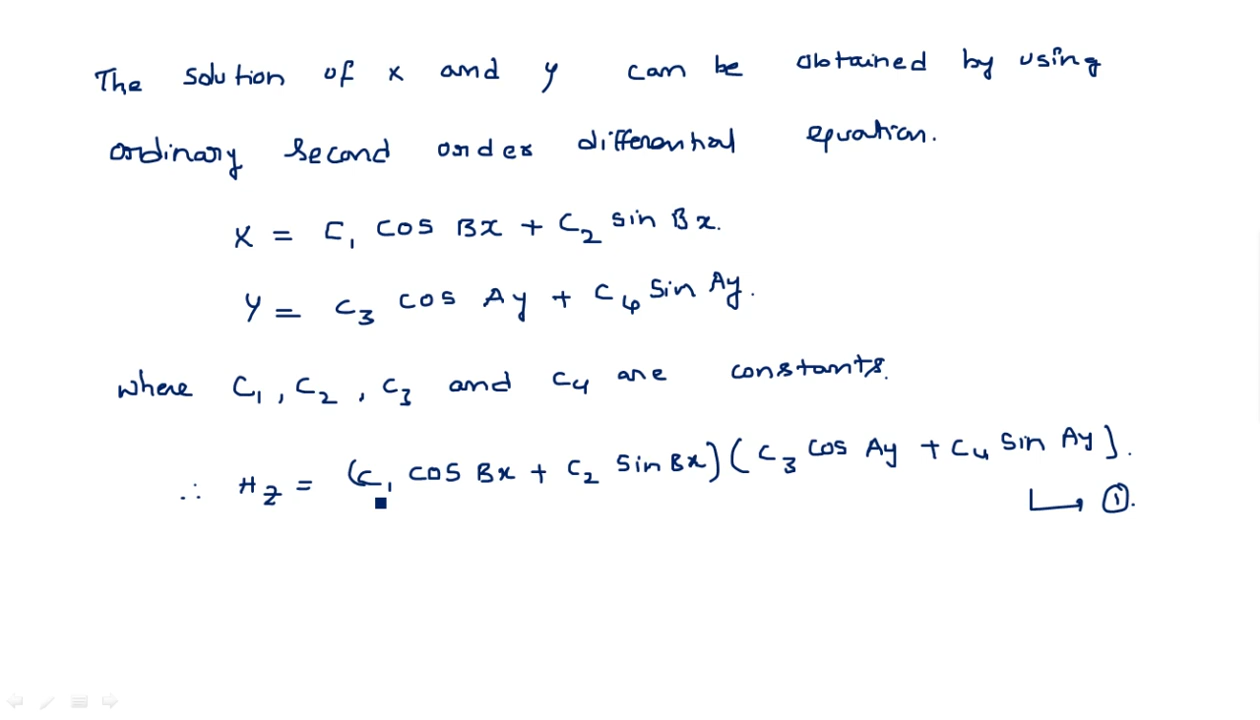 The solution of x and y can be obtained by using
ordinary second order differential equation.
X = C₁ cos Bx + C₂ sin Bx.
Y = C₃ cos Ay + C₄ sin Ay.
where C₁, C₂, C₃ and C₄ are constants.
∴ Hz = (C₁ cos Bx + C₂ sin Bx)(C₃ cos Ay + C₄ sin Ay).
↳ ①.